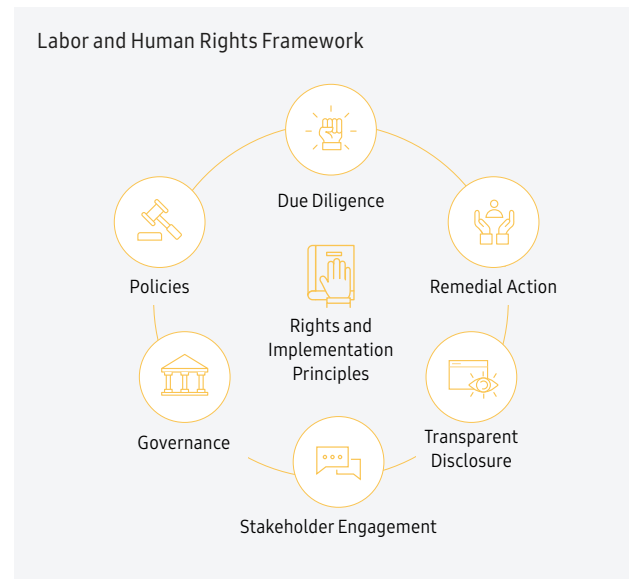 Labor and Human Rights Framework
Due Diligence
Policies
Remedial Action
Rights and
Implementation
Principles
Governance
Transparent
Disclosure
Stakeholder Engagement